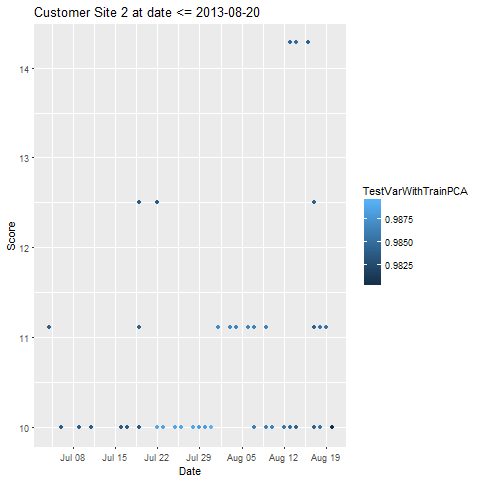 Customer Site 2 at date <= 2013-08-20
14
13
12
11
10
Score
Jul 08 Jul 15 Jul 22 Jul 29 Aug 05 Aug 12 Aug 19
Date
TestVarWithTrainPCA
0.9875
0.9850
0.9825